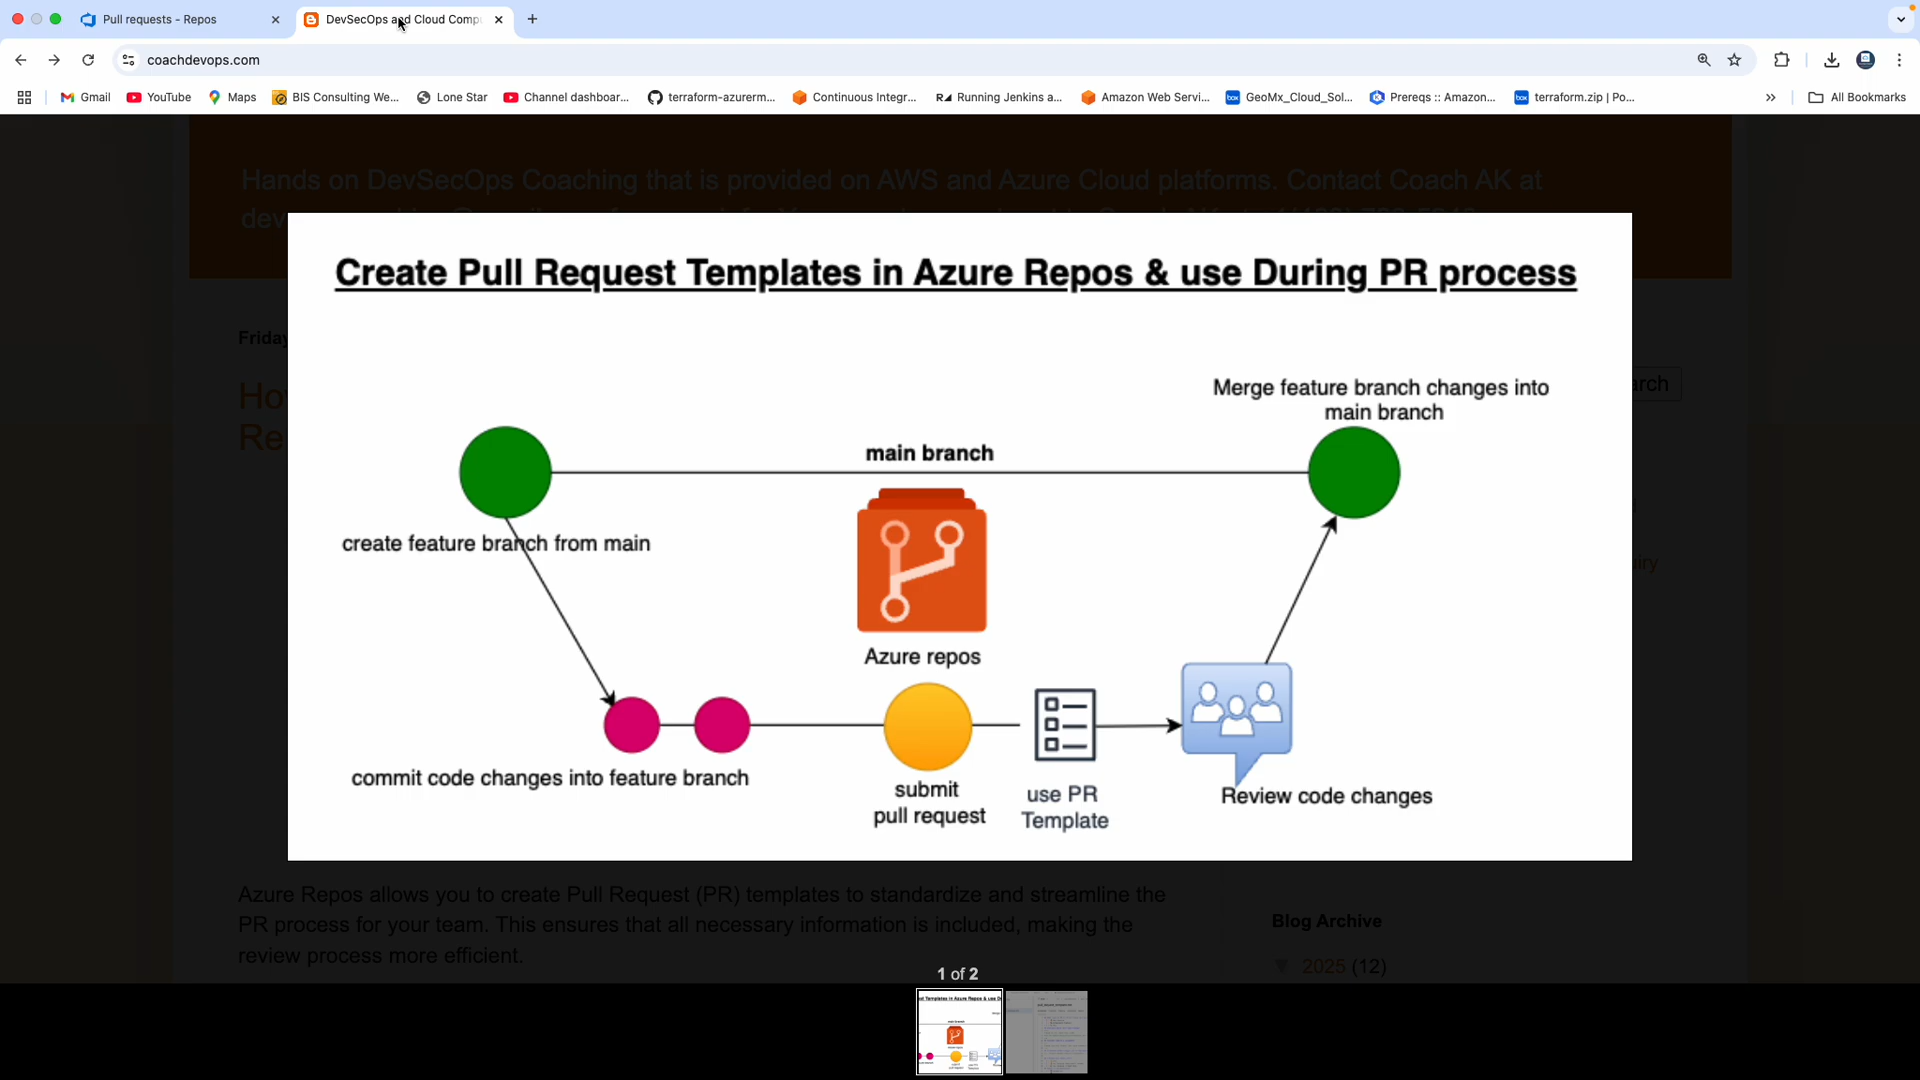 Pull requests - Repos
DevSecOps and Cloud Comp
coachdevops.com
Gmail
YouTube
Maps
BIS Consulting We...
Lone Star
Channel dashboar...
terraform-azurerm...
Continuous Integr...
Running Jenkins a...
Amazon Web Servi...
GeoMx_Cloud_Sol...
Prereqs :: Amazon...
terraform.zip | Po...
All Bookmarks
Hands on DevSecOps Coaching that is provided on AWS and Azure Cloud platforms. Contact Coach AK at
Create Pull Request Templates in Azure Repos & use During PR process
Friday
Merge feature branch changes into
main branch
main branch
create feature branch from main
Azure repos
commit code changes into feature branch
submit
pull request
use PR
Template
Review code changes
Azure Repos allows you to create Pull Request (PR) templates to standardize and streamline the
PR process for your team. This ensures that all necessary information is included, making the
review process more efficient.
Blog Archive
2025 (12)
1 of 2